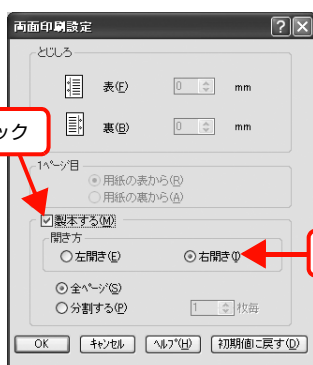 両面印刷設定
とじしろ
表(F) 0 mm
裏(B) 0 mm
1ページ目
用紙の表から(R)
用紙の裏から(A)
ック
製本する(M)
開き方
左開き(E) 右開き(I)
全ページ(G)
分割する(P) 1 枚毎
OK キャンセル ヘルプ(H) 初期値に戻す(D)